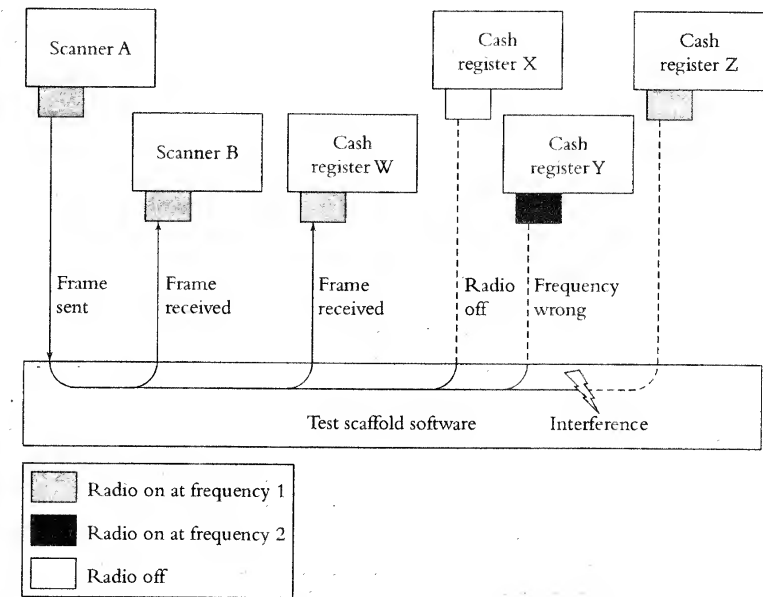 Scanner A
Cash
register X
Cash
register Z
Scanner B
Cash
register W
Cash
register Y
Frame
sent
Frame
received
Frame
received
Radio
off
Frequency
wrong
Test scaffold software
Interference
Radio on at frequency 1
Radio on at frequency 2
Radio off